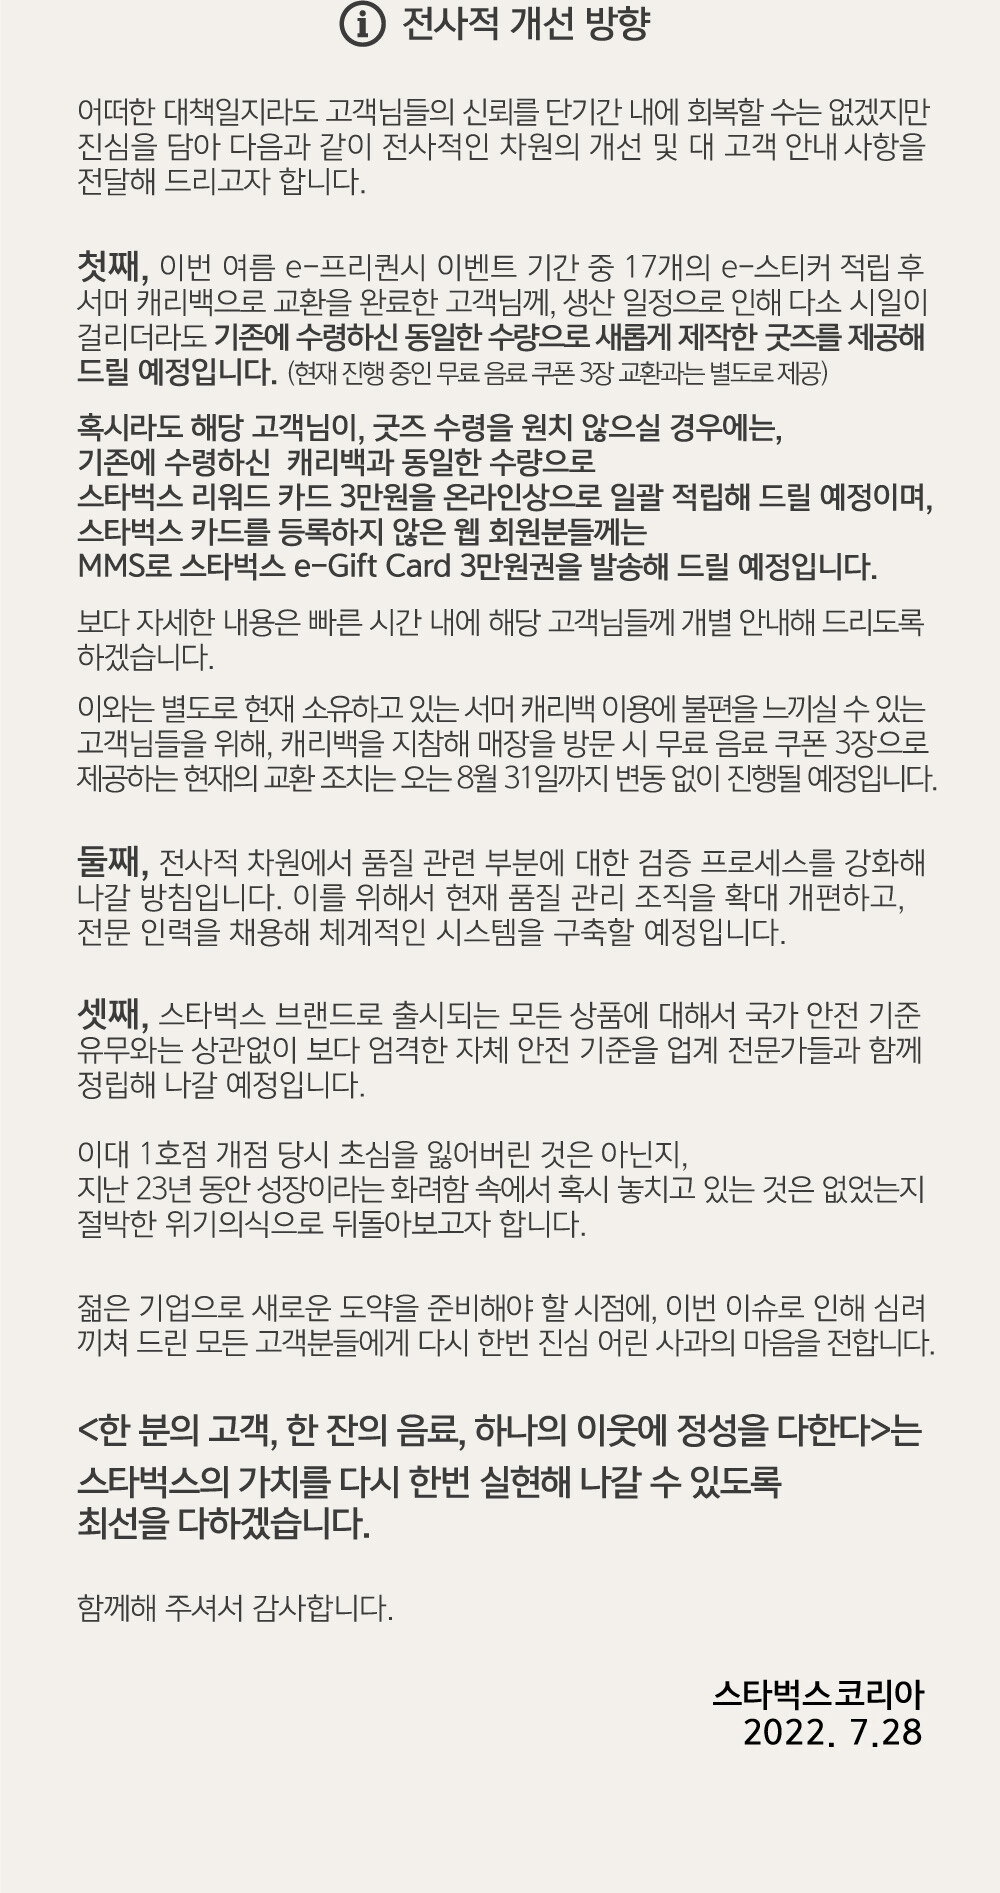 전사적 개선 방향
어떠한 대책일지라도 고객님들의 신뢰를 단기간 내에 회복할 수는 없겠지만
진심을 담아 다음과 같이 전사적인 차원의 개선 및 대 고객 안내 사항을
전달해 드리고자 합니다.
첫째, 이번 여름 e-프리퀀시 이벤트 기간 중 17개의 e-스티커 적립 후
서머 캐리백으로 교환을 완료한 고객님께, 생산 일정으로 인해 다소 시일이
걸리더라도 기존에 수령하신 동일한 수량으로 새롭게 제작한 굿즈를 제공해
드릴 예정입니다. (현재 진행 중인 무료 음료 쿠폰 3장 교환과는 별도로 제공)
혹시라도 해당 고객님이, 굿즈 수령을 원치 않으실 경우에는,
기존에 수령하신 캐리백과 동일한 수량으로
스타벅스 리워드 카드 3만원을 온라인상으로 일괄 적립해 드릴 예정이며,
스타벅스 카드를 등록하지 않은 웹 회원분들께는
MMS로 스타벅스 e-Gift Card 3만원권을 발송해 드릴 예정입니다.
보다 자세한 내용은 빠른 시간 내에 해당 고객님들께 개별 안내해 드리도록
하겠습니다.
이와는 별도로 현재 소유하고 있는 서머 캐리백 이용에 불편을 느끼실 수 있는
고객님들을 위해, 캐리백을 지참해 매장을 방문 시 무료 음료 쿠폰 3장으로
제공하는 현재의 교환 조치는 오는 8월 31일까지 변동 없이 진행될 예정입니다.
둘째, 전사적 차원에서 품질 관련 부분에 대한 검증 프로세스를 강화해
나갈 방침입니다. 이를 위해서 현재 품질 관리 조직을 확대 개편하고,
전문 인력을 채용해 체계적인 시스템을 구축할 예정입니다.
셋째, 스타벅스 브랜드로 출시되는 모든 상품에 대해서 국가 안전 기준
유무와는 상관없이 보다 엄격한 자체 안전 기준을 업계 전문가들과 함께
정립해 나갈 예정입니다.
이대 1호점 개점 당시 초심을 잃어버린 것은 아닌지,
지난 23년 동안 성장이라는 화려함 속에서 혹시 놓치고 있는 것은 없었는지
절박한 위기의식으로 뒤돌아보고자 합니다.
젊은 기업으로 새로운 도약을 준비해야 할 시점에, 이번 이슈로 인해 심려
끼쳐 드린 모든 고객분들에게 다시 한번 진심 어린 사과의 마음을 전합니다.
<한 분의 고객, 한 잔의 음료, 하나의 이웃에 정성을 다한다>는
스타벅스의 가치를 다시 한번 실현해 나갈 수 있도록
최선을 다하겠습니다.
함께해 주셔서 감사합니다.
스타벅스 코리아
2022. 7.28